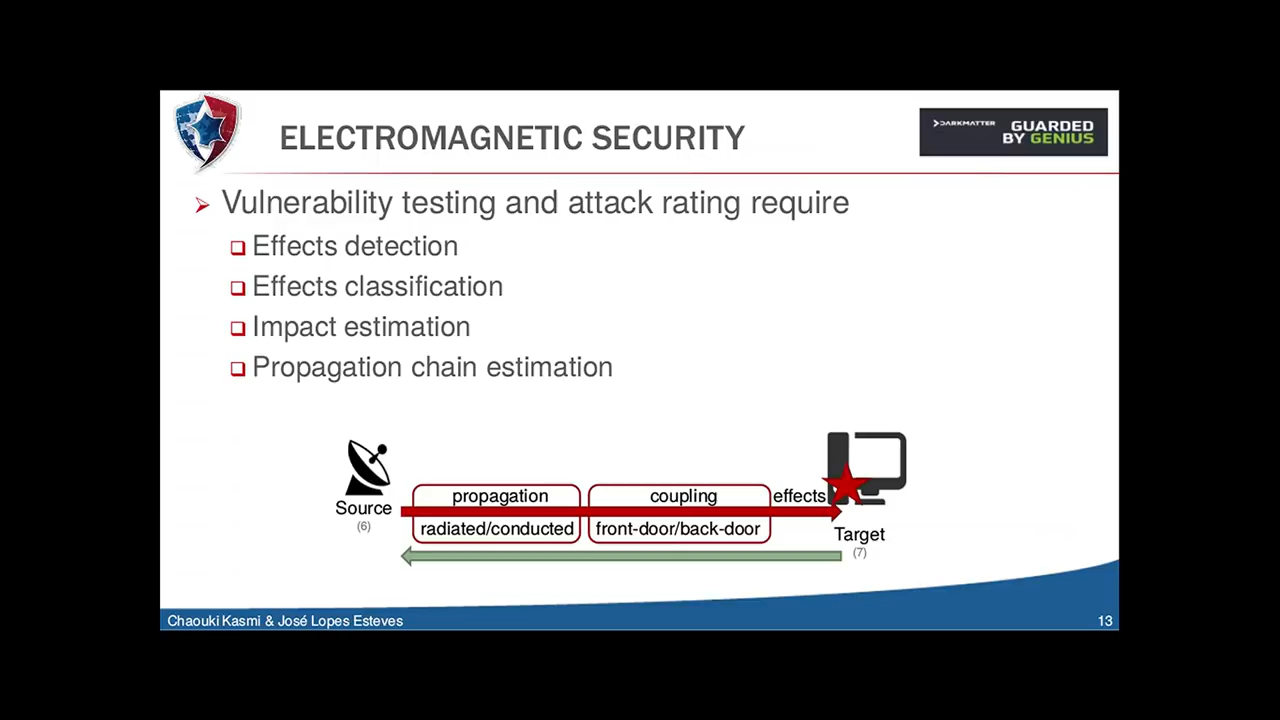 ELECTROMAGNETIC SECURITY
DARKMATTER
GUARDED
BY GENIUS
Vulnerability testing and attack rating require
Effects detection
Effects classification
Impact estimation
Propagation chain estimation
propagation
coupling
effects
Source
(6)
radiated/conducted
front-door/back-door
Target
(7)
Chaouki Kasmi & José Lopes Esteves
13